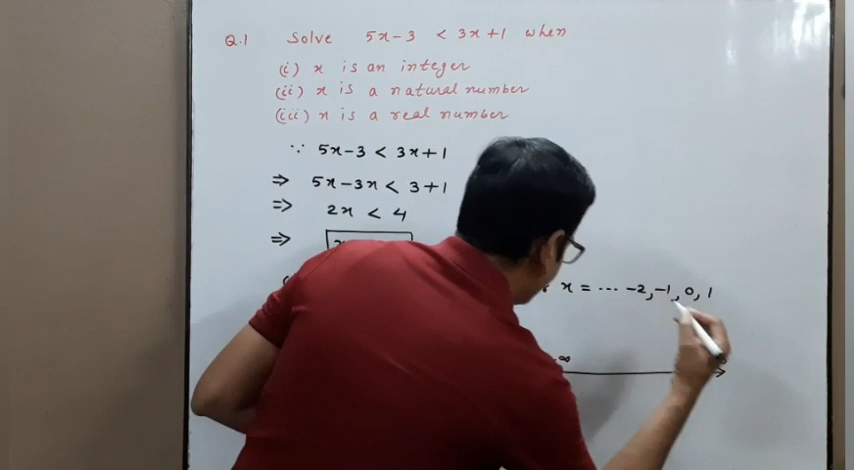 Q.1 Solve 5x-3 < 3x+1 when
(i) x is an integer
(ii) x is a natural number
(iii) x is a real number
∵ 5x-3 < 3x+1
⇒ 5x-3x < 3+1
⇒ 2x < 4
⇒ x
x = ... -2, -1, 0, 1
-∞